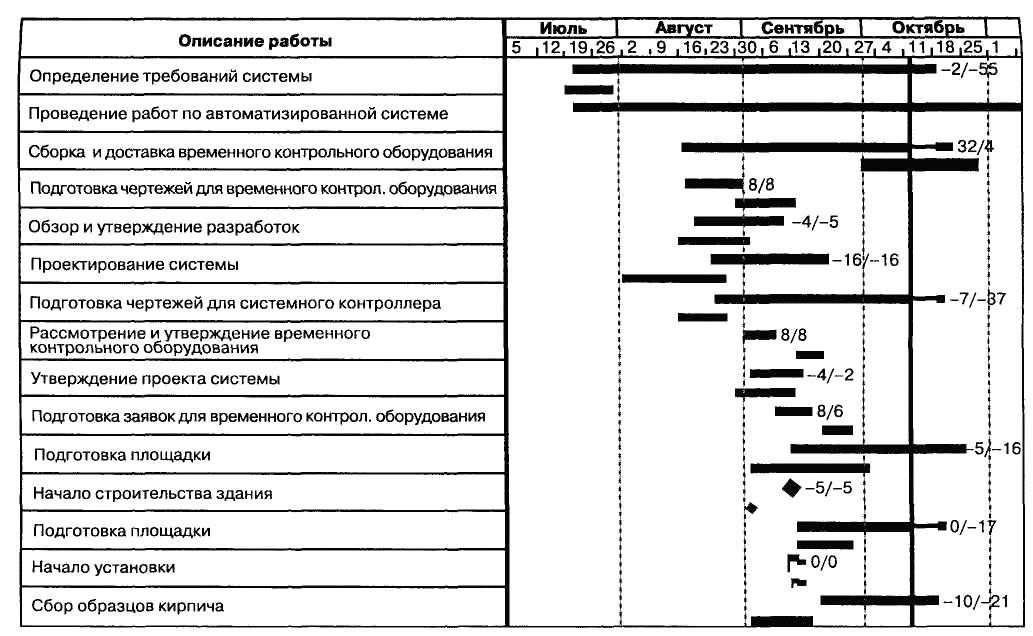 Описание работы
Июль Август Сентябрь Октябрь
5 12 19 26 2 9 16 23 30 6 13 20 27 4 11 18 25 1
Определение требований системы
–2/–55
Проведение работ по автоматизированной системе
Сборка и доставка временного контрольного оборудования
32/4
Подготовка чертежей для временного контрол. оборудования
8/8
Обзор и утверждение разработок
–4/–5
Проектирование системы
–16/–16
Подготовка чертежей для системного контроллера
–7/–37
Рассмотрение и утверждение временного
контрольного оборудования
8/8
Утверждение проекта системы
–4/–2
Подготовка заявок для временного контрол. оборудования
8/6
Подготовка площадки
–5/–16
Начало строительства здания
–5/–5
Подготовка площадки
0/–17
Начало установки
0/0
Сбор образцов кирпича
–10/–21